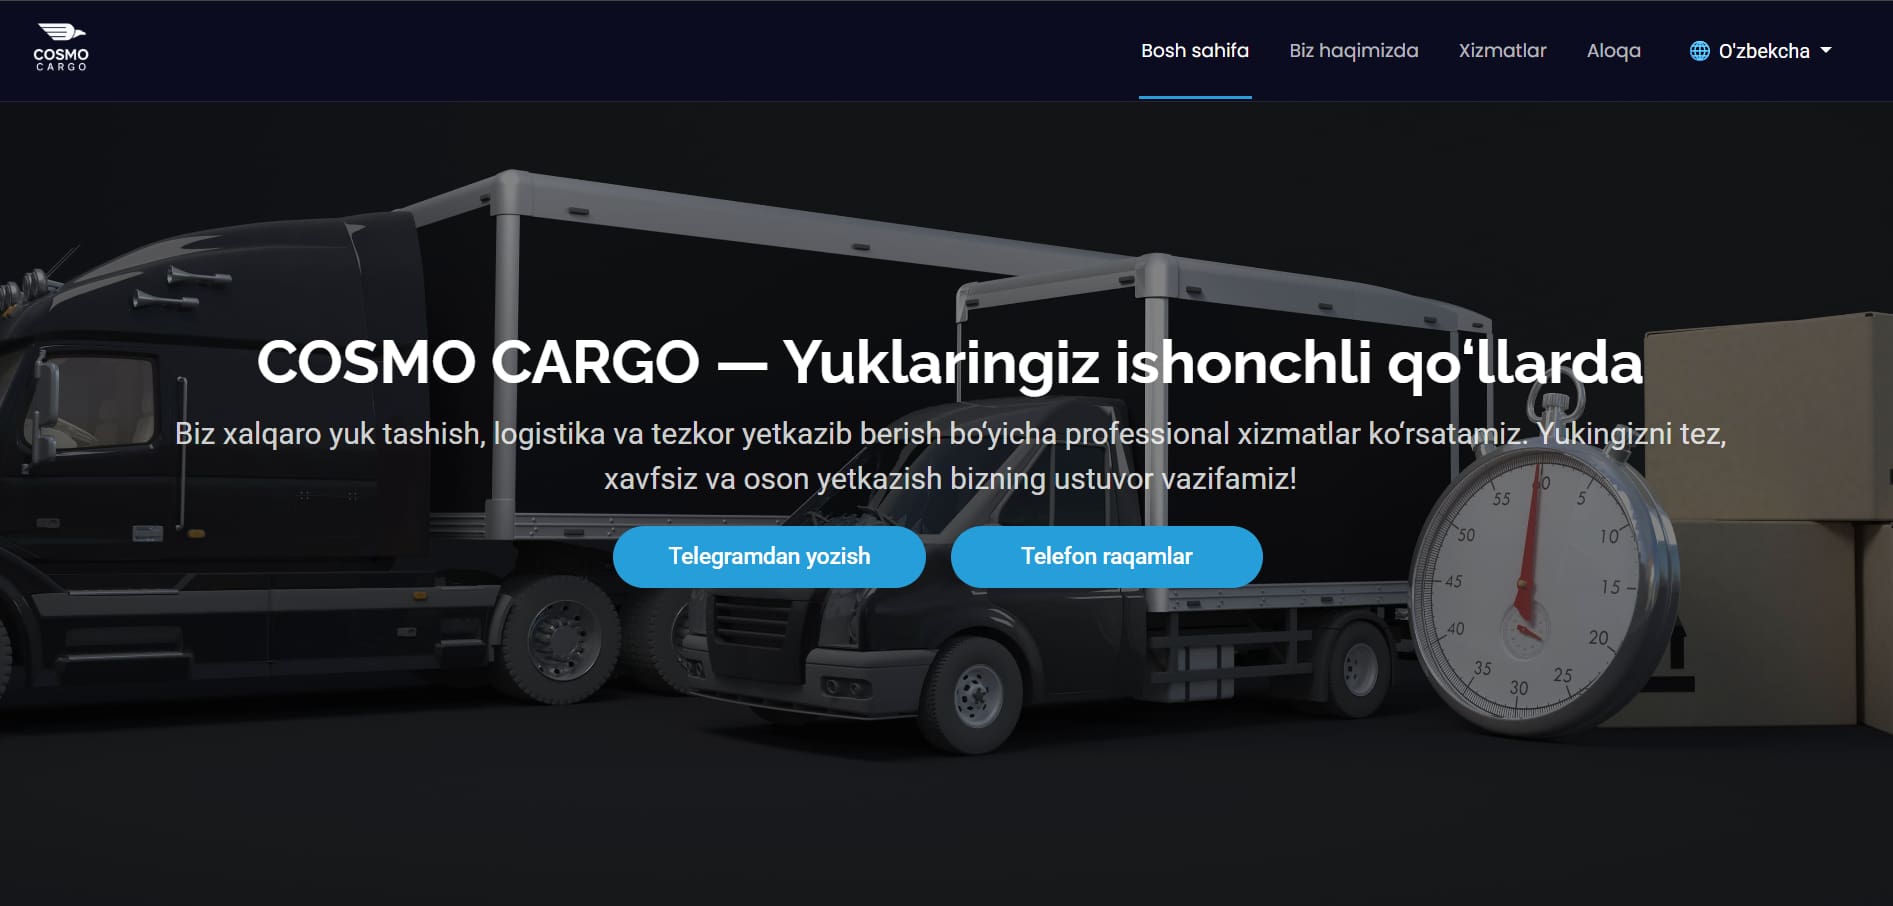 COSMO
CARGO
Bosh sahifa
Biz haqimizda
Xizmatlar
Aloqa
O'zbekcha
COSMO CARGO — Yuklaringiz ishonchli qo‘llarda
Biz xalqaro yuk tashish, logistika va tezkor yetkazib berish bo‘yicha professional xizmatlar ko‘rsatamiz. Yukingizni tez,
xavfsiz va oson yetkazish bizning ustuvor vazifamiz!
Telegramdan yozish
Telefon raqamlar
60
5
10
15
20
25
30
35
40
45
50
55